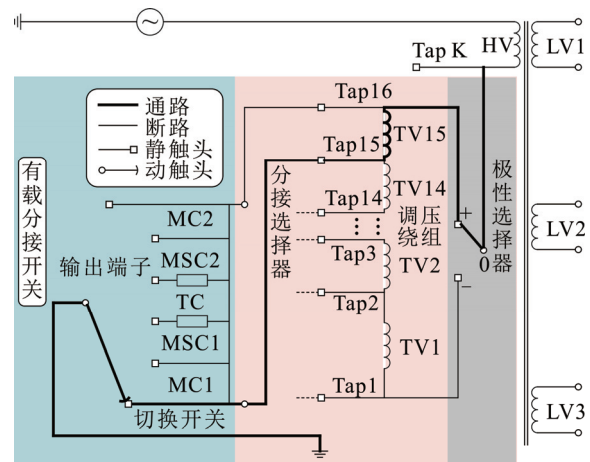 HV
LV1
Tap K
Tap16
通路
断路
静触头
动触头
TV15
Tap15
有载分接开关
分接选择器
极性选择器
TV14
Tap14
调压
绕组
+
MC2
Tap3
LV2
输出端子
MSC2
TV2
0
TC
Tap2
−
MSC1
TV1
MC1
Tap1
切换开关
LV3